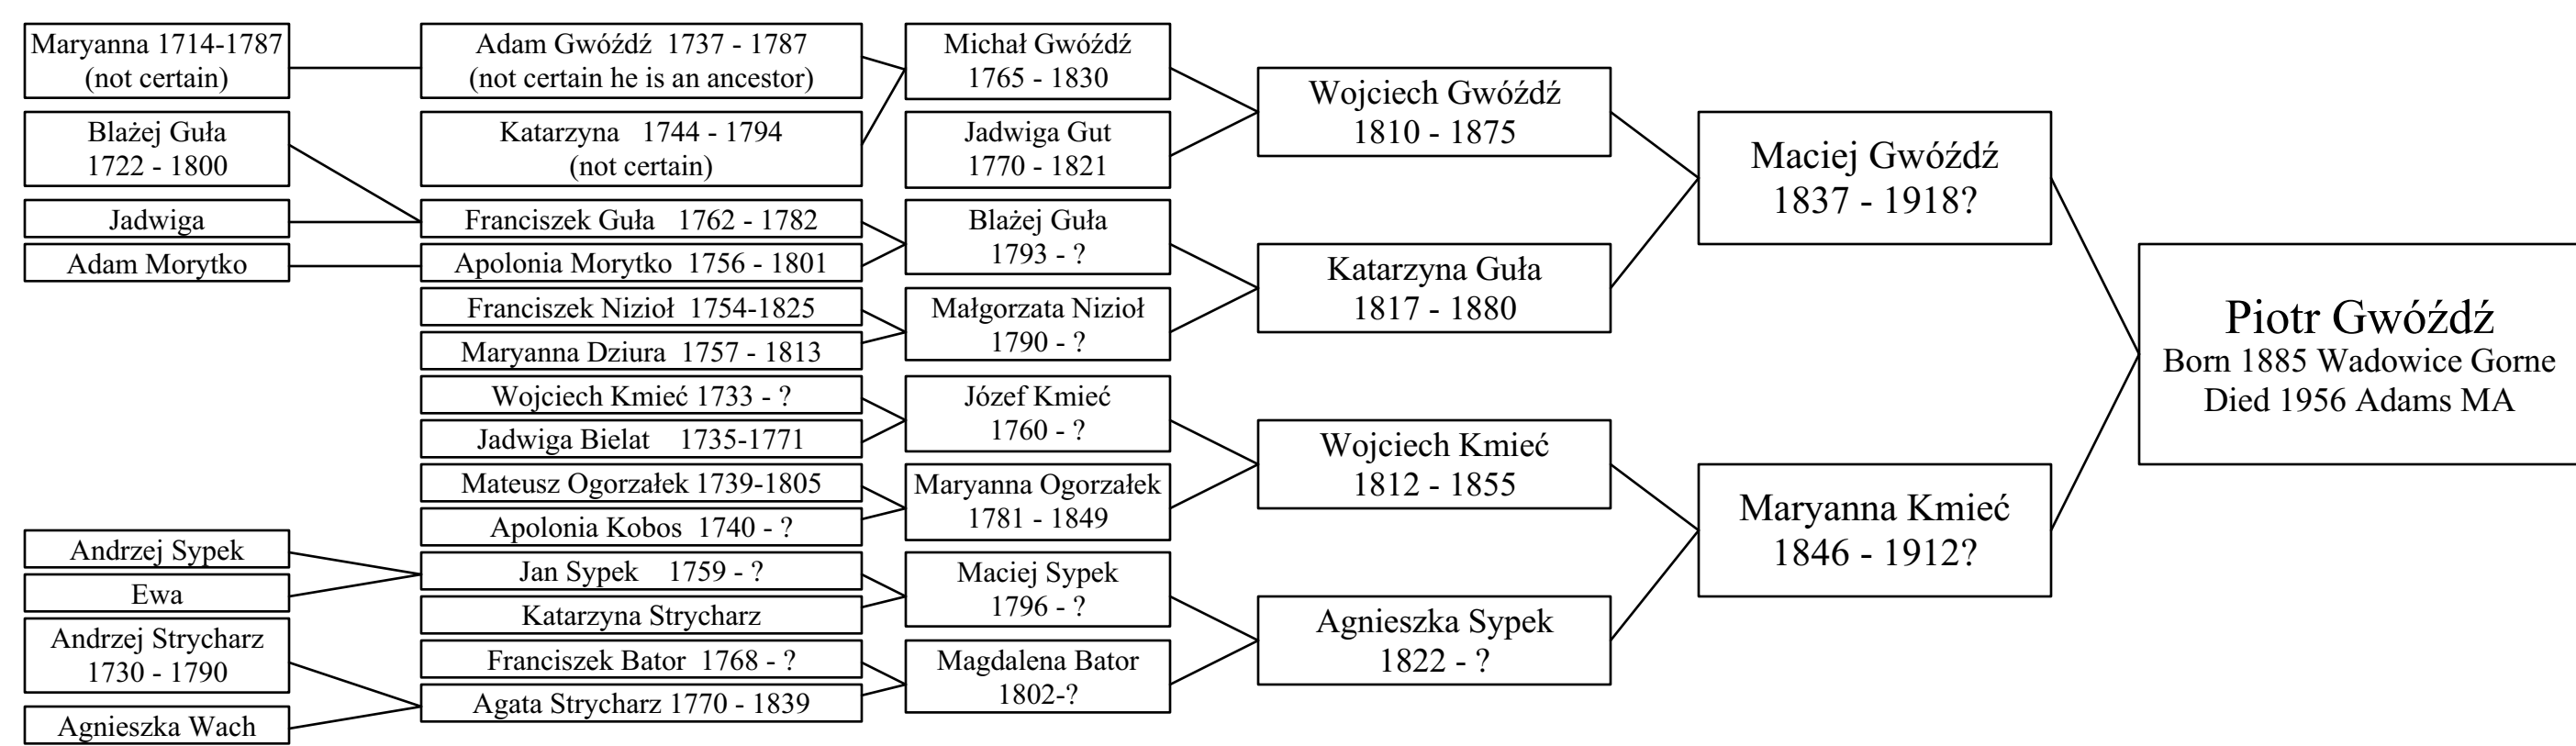 Maryanna 1714-1787
(not certain)
Blażej Guła
1722 - 1800
Jadwiga
Adam Morytko
Andrzej Sypek
Ewa
Andrzej Strycharz
1730 - 1790
Agnieszka Wach
Adam Gwóźdź 1737 - 1787
(not certain he is an ancestor)
Katarzyna 1744 - 1794
(not certain)
Franciszek Guła 1762 - 1782
Apolonia Morytko 1756 - 1801
Franciszek Nizioł 1754-1825
Maryanna Dziura 1757 - 1813
Wojciech Kmieć 1733 - ?
Jadwiga Bielat 1735-1771
Mateusz Ogorzałek 1739-1805
Apolonia Kobos 1740 - ?
Jan Sypek 1759 - ?
Katarzyna Strycharz
Franciszek Bator 1768 - ?
Agata Strycharz 1770 - 1839
Michał Gwóźdź
1765 - 1830
Jadwiga Gut
1770 - 1821
Blażej Guła
1793 - ?
Małgorzata Nizioł
1790 - ?
Józef Kmieć
1760 - ?
Maryanna Ogorzałek
1781 - 1849
Maciej Sypek
1796 - ?
Magdalena Bator
1802-?
Wojciech Gwóźdź
1810 - 1875
Katarzyna Guła
1817 - 1880
Wojciech Kmieć
1812 - 1855
Agnieszka Sypek
1822 - ?
Maciej Gwóźdź
1837 - 1918?
Maryanna Kmieć
1846 - 1912?
Piotr Gwóźdź
Born 1885 Wadowice Gorne
Died 1956 Adams MA